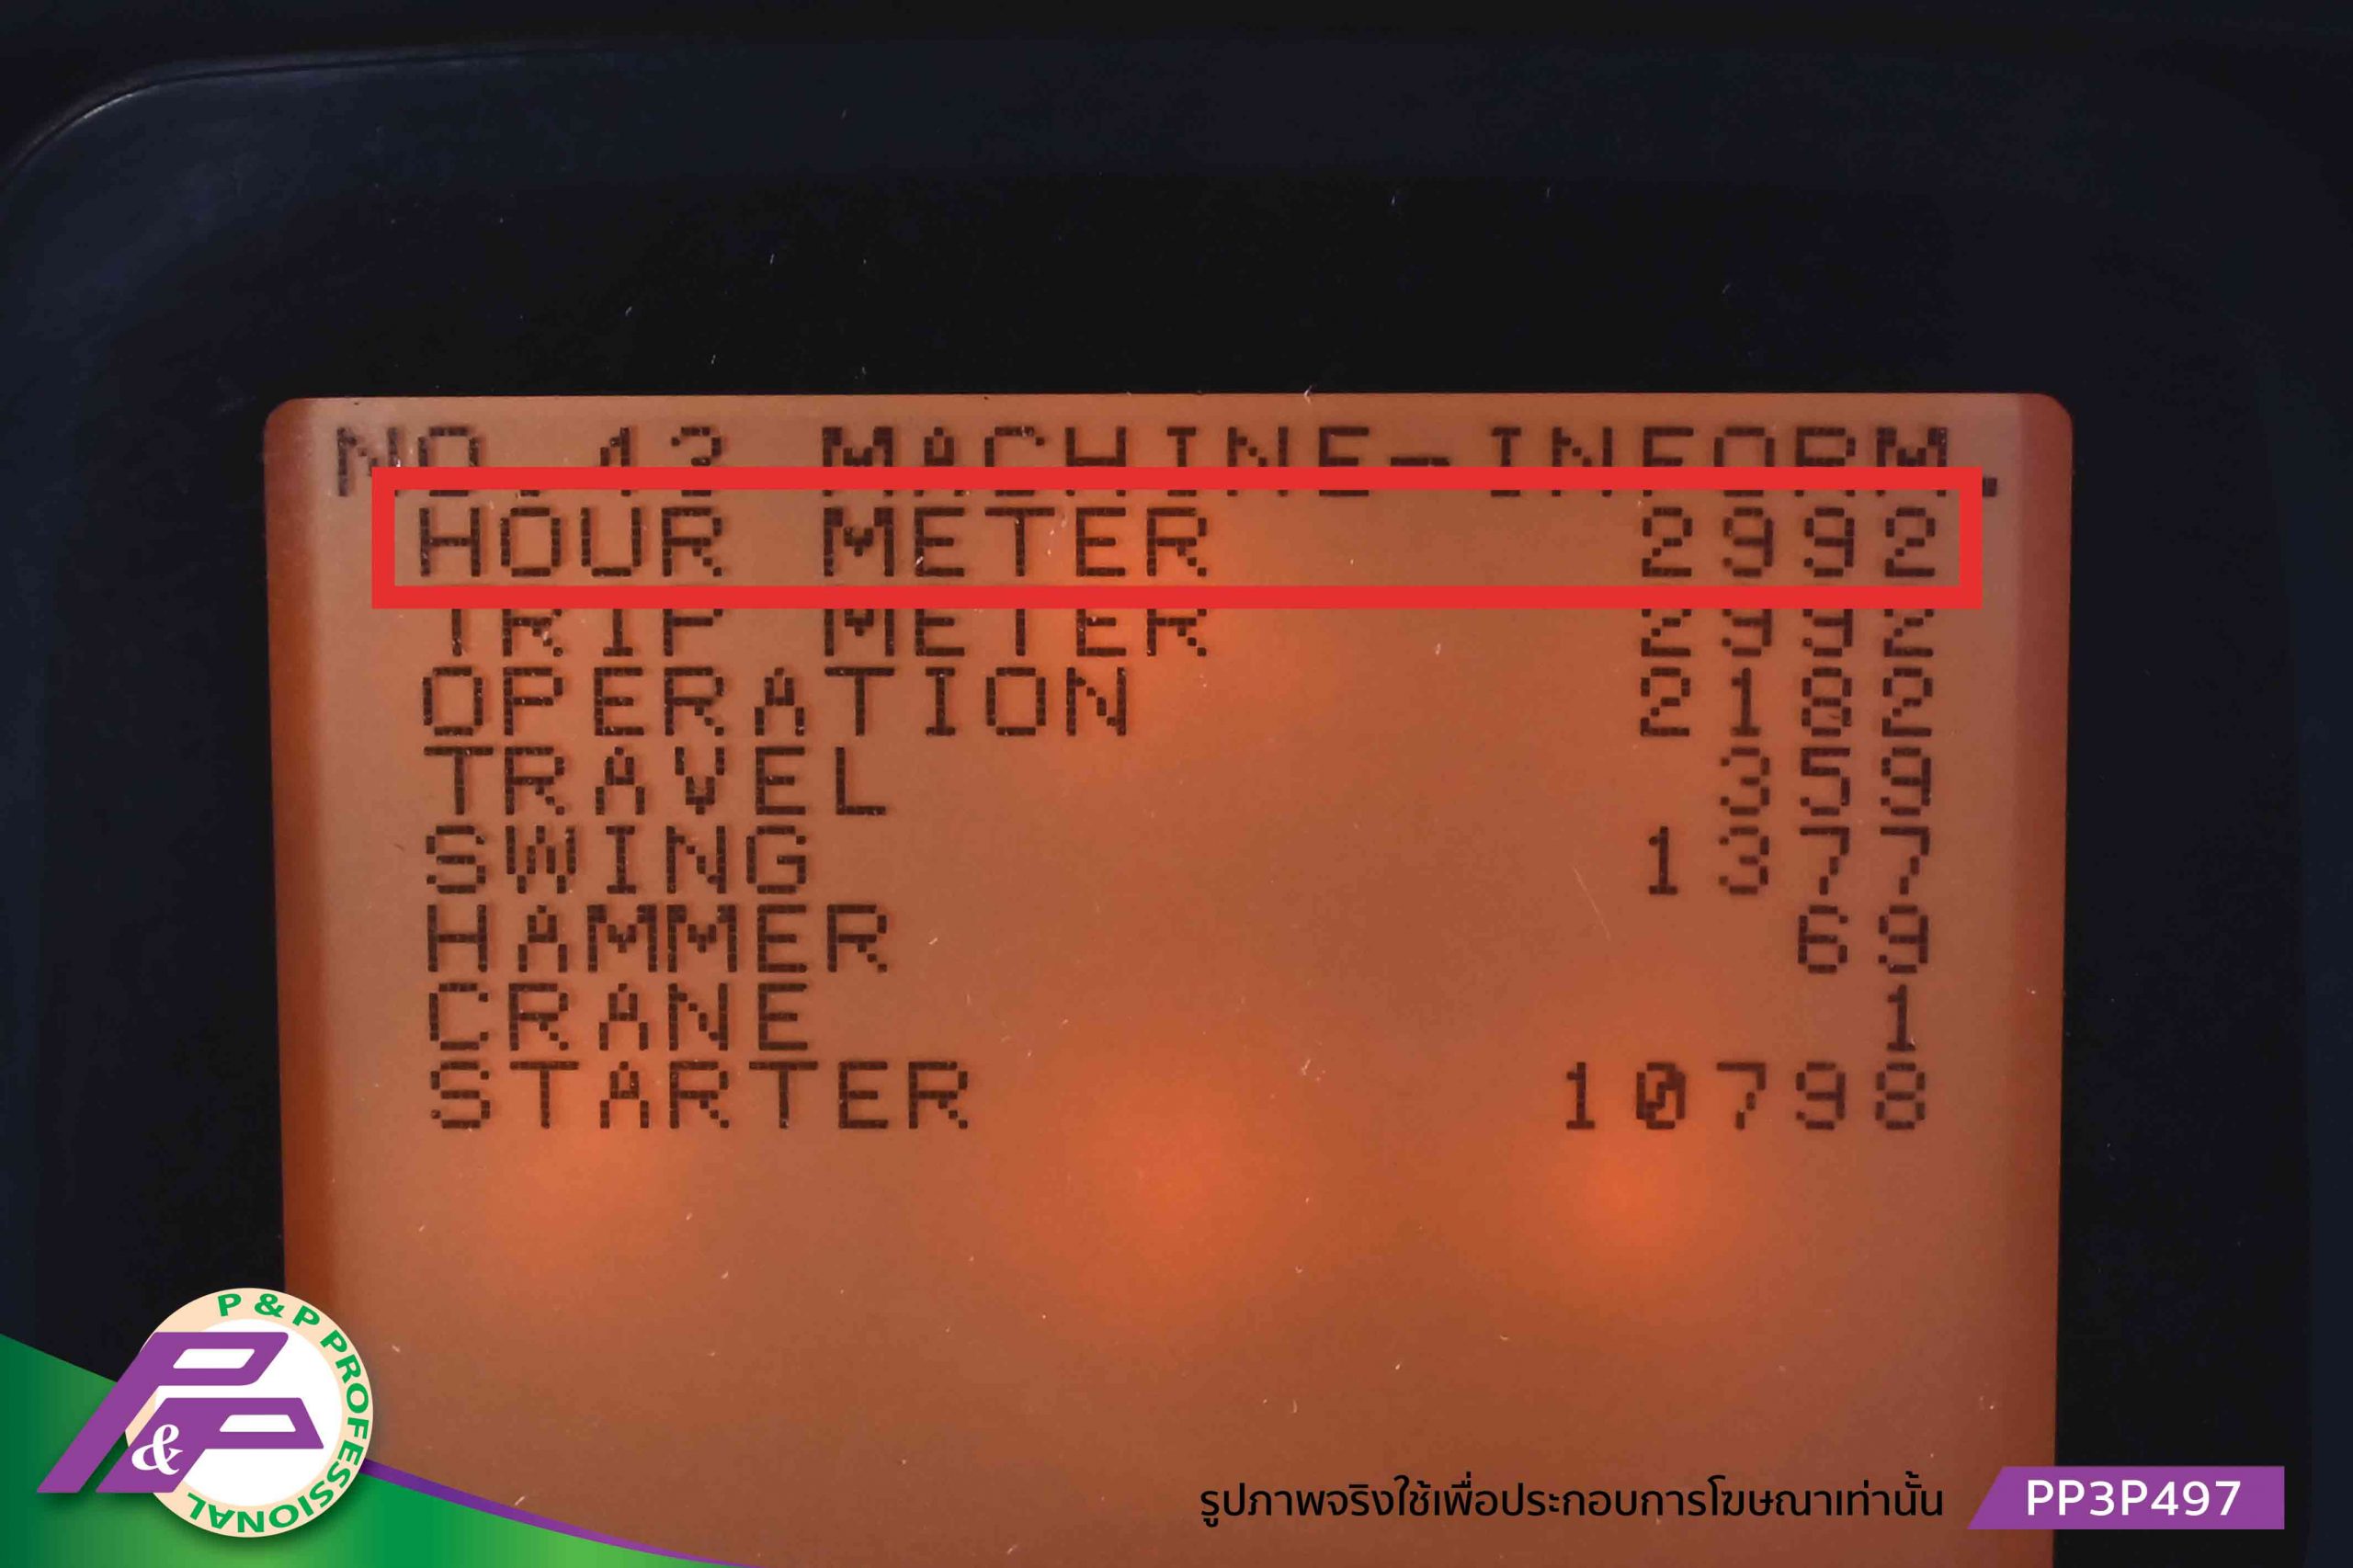 NO.13 MACHINE-INFORM.
HOUR METER 2992
TRIP METER 2992
OPERATION 2182
TRAVEL 359
SWING 1377
HAMMER 69
CRANE 1
STARTER 10798
P & P PROFESSIONAL
P&P
รูปภาพจริงใช้เพื่อประกอบการโฆษณาเท่านั้น
PP3P497